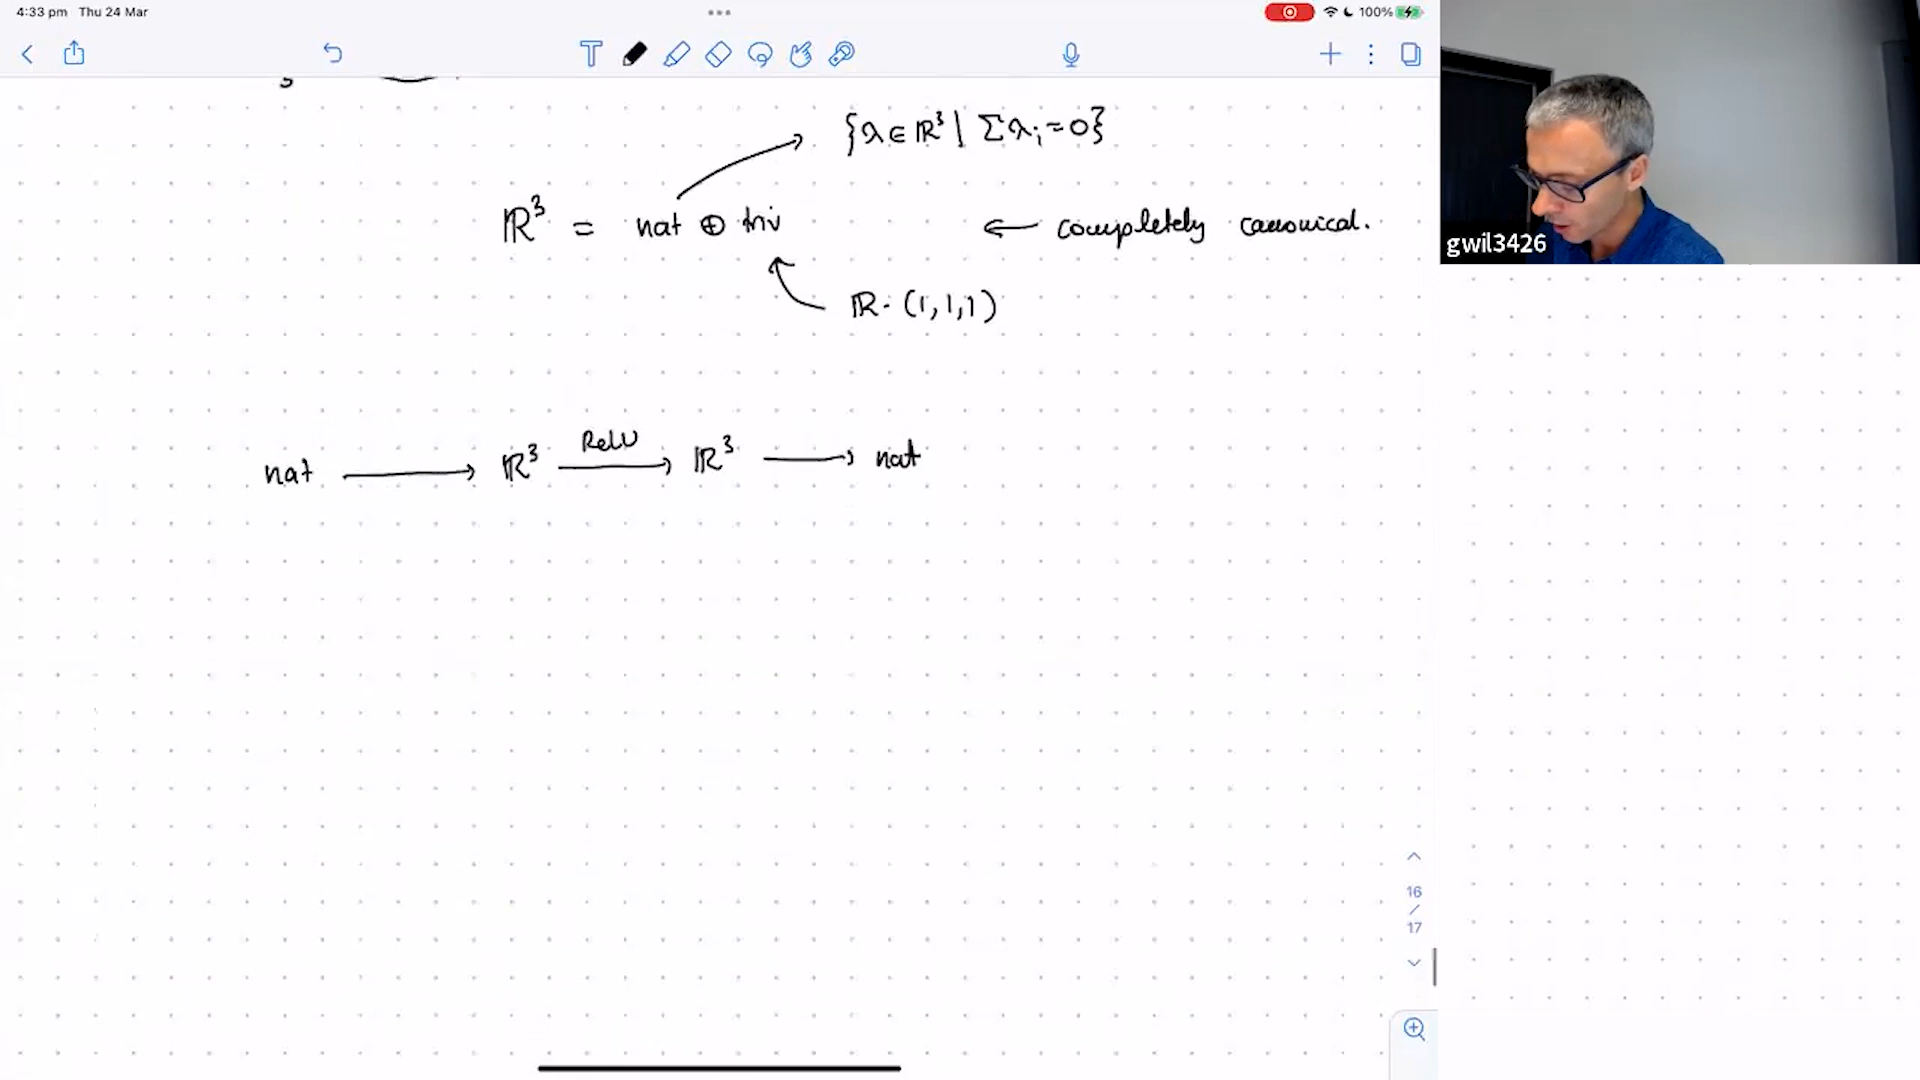 4:33 pm Thu 24 Mar
100%
{λ ∈ ℝ³ | Σλᵢ = 0}
ℝ³ = nat ⊕ triv ← completely canonical.
ℝ· (1,1,1)
gwil3426
nat → ℝ³ ReLU → ℝ³ → nat
16
/
17